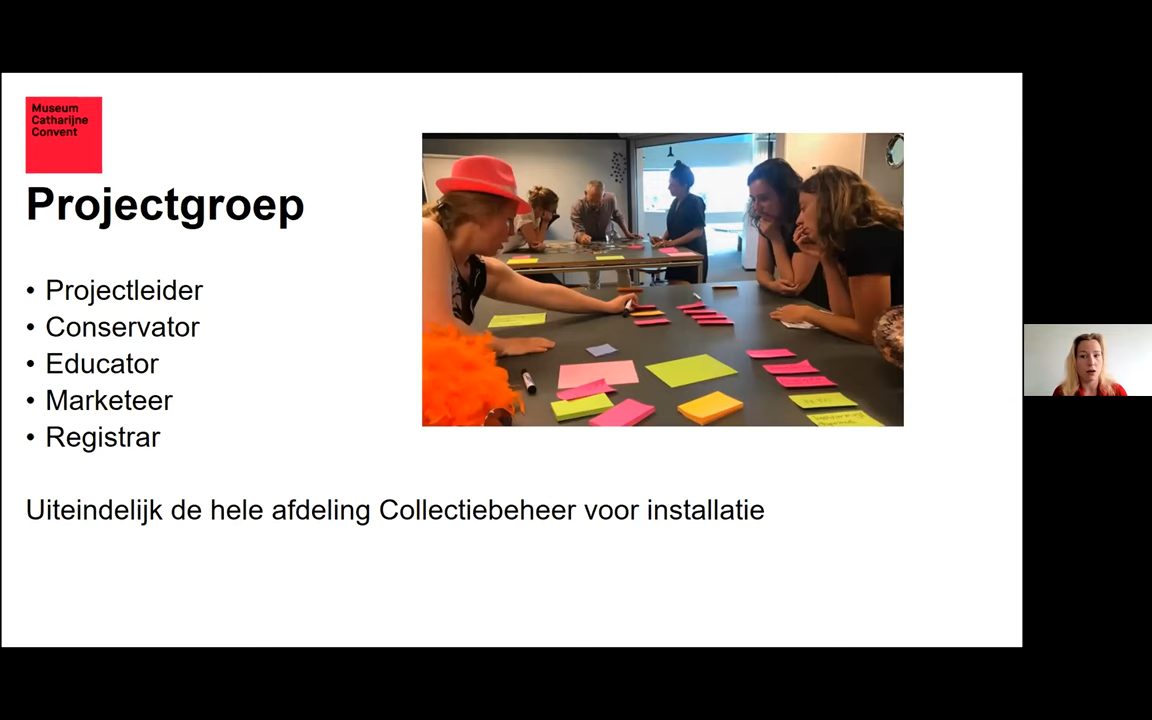 Museum
Catharijne
Convent
Projectgroep
• Projectleider
• Conservator
• Educator
• Marketeer
• Registrar
Uiteindelijk de hele afdeling Collectiebeheer voor installatie